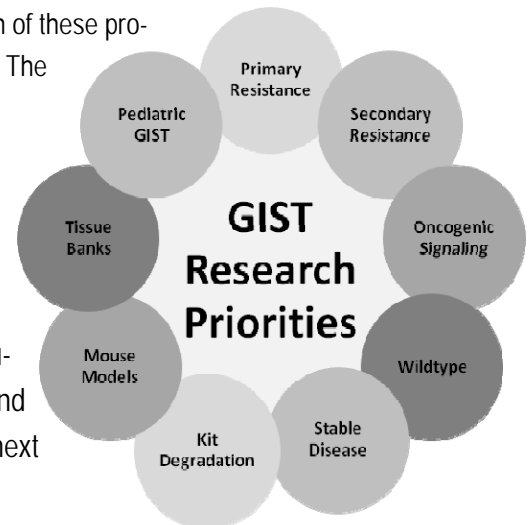 n of these pro-
The
Primary
Resistance
Secondary
Resistance
Oncogenic
Signaling
Wildtype
Stable
Disease
Kit
Degradation
Mouse
Models
Tissue
Banks
Pediatric
GIST
GIST
Research
Priorities
nd
next